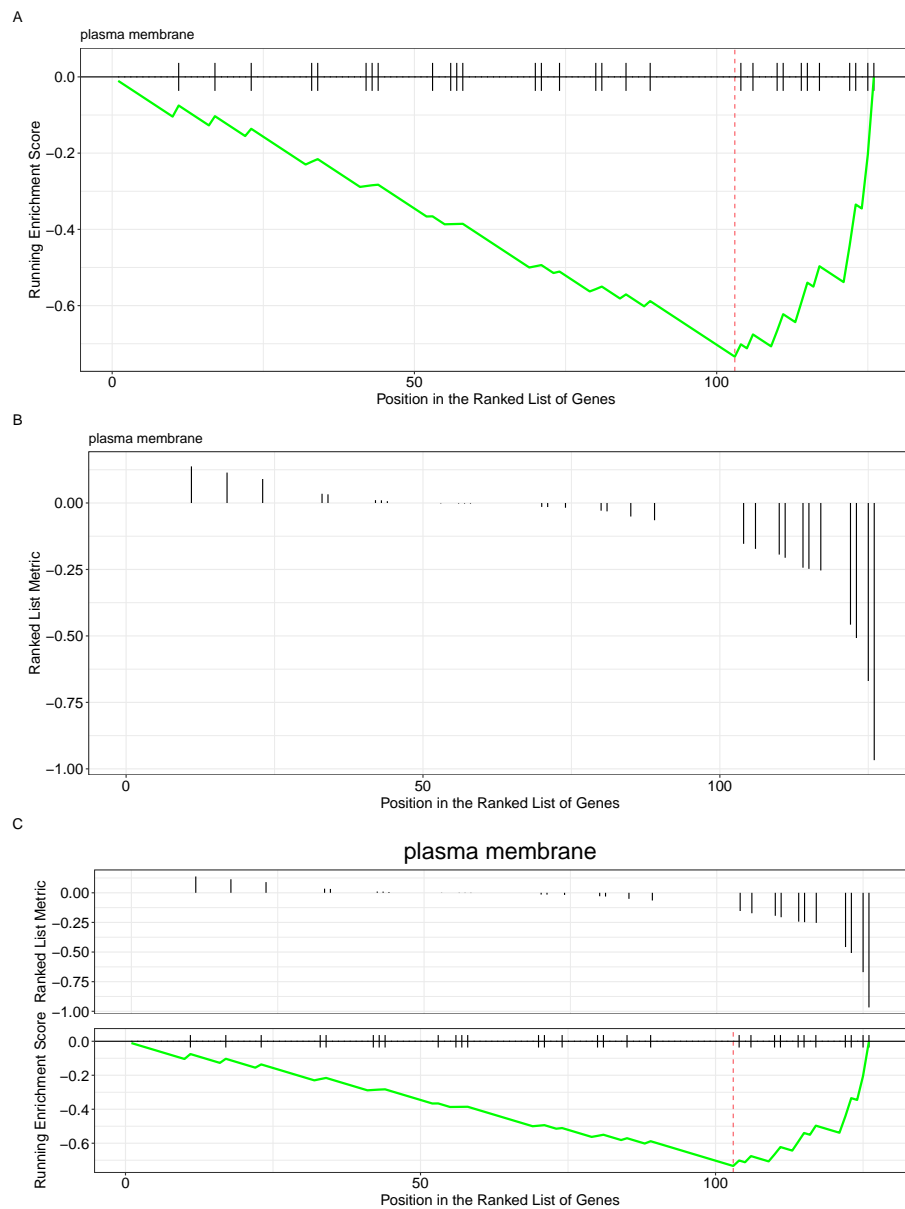 A
plasma membrane
0.0
−0.2
−0.4
−0.6
Running Enrichment Score
0
50
100
Position in the Ranked List of Genes
B
plasma membrane
0.00
−0.25
−0.50
−0.75
−1.00
Ranked List Metric
0
50
100
Position in the Ranked List of Genes
C
plasma membrane
0.00
−0.25
−0.50
−0.75
−1.00
Ranked List Metric
0.0
−0.2
−0.4
−0.6
Running Enrichment Score
0
50
100
Position in the Ranked List of Genes